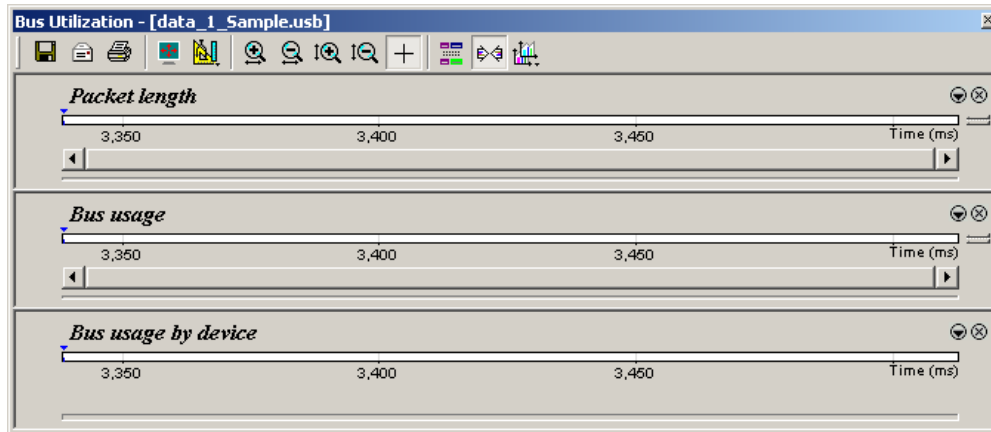 Bus Utilization - [data_1_Sample.usb]
Packet length
3,350 3,400 3,450 Time (ms)
Bus usage
3,350 3,400 3,450 Time (ms)
Bus usage by device
3,350 3,400 3,450 Time (ms)